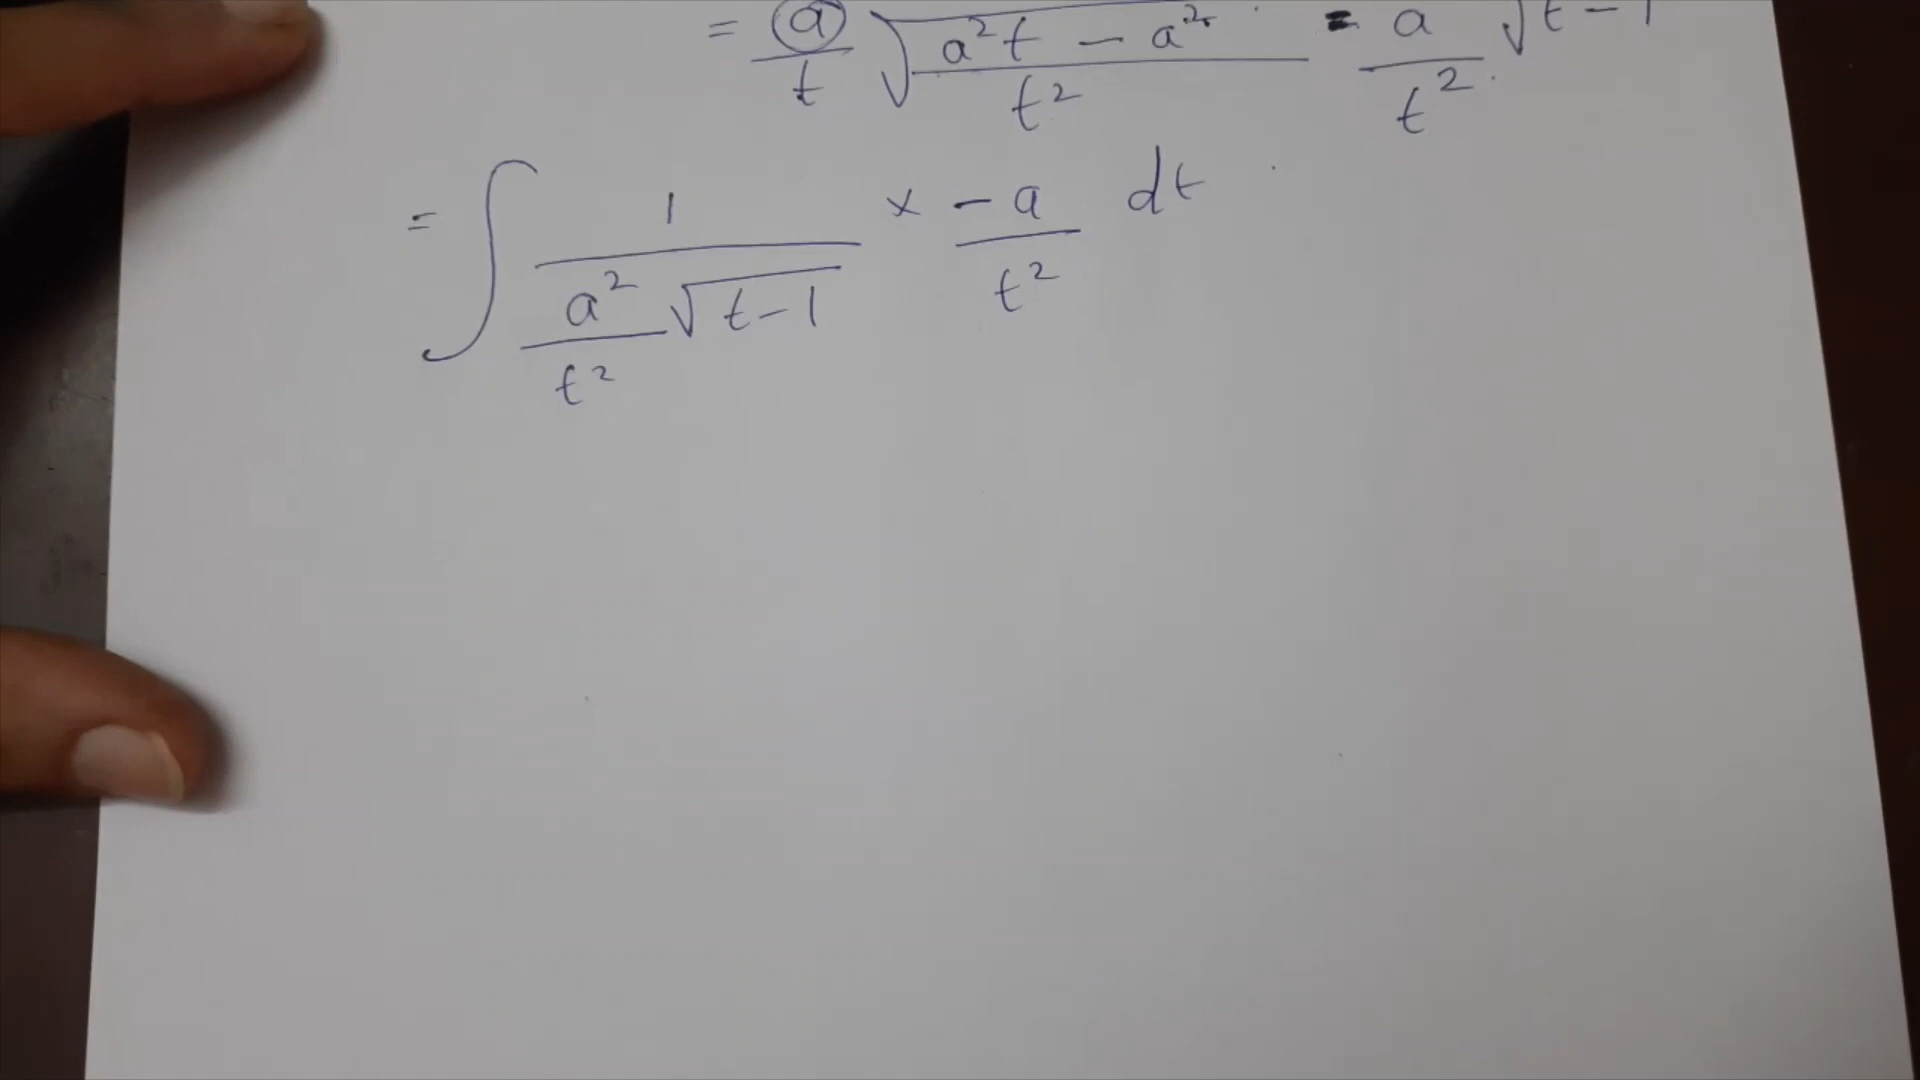 = a/t √((a²t - a²)/t²) = a/t² √t-1
= ∫ 1/(a²/t² √(t-1)) × -a/t² dt